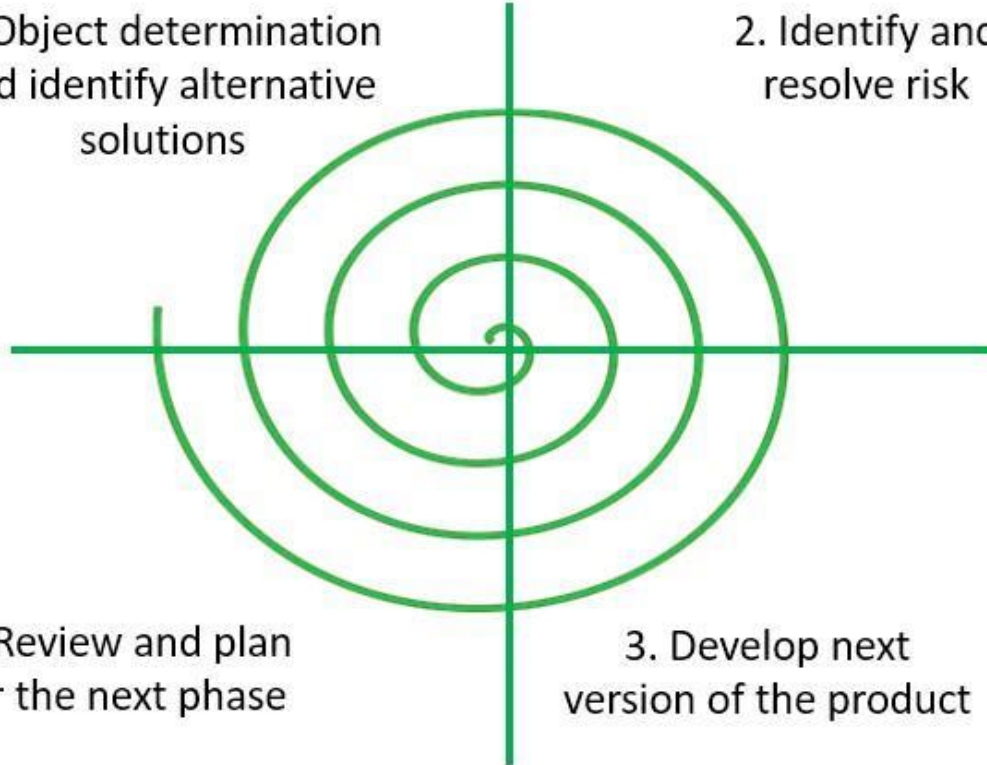 Object determination
d identify alternative
solutions
2. Identify and
resolve risk
Review and plan
r the next phase
3. Develop next
version of the product